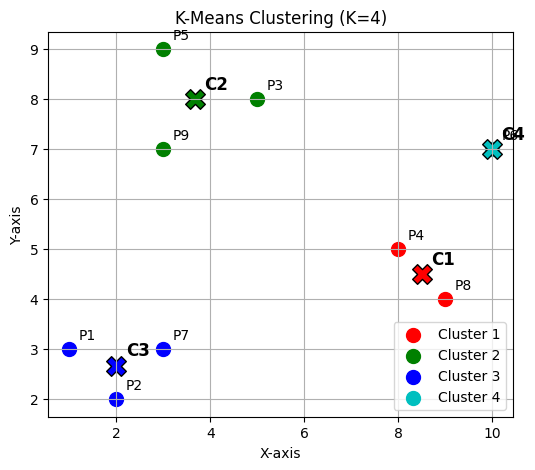 K-Means Clustering (K=4)
P5
C2
P3
P9
C4
P4
C1
P8
P1
C3
P7
P2
Cluster 1
Cluster 2
Cluster 3
Cluster 4
9
8
7
6
5
4
3
2
2
4
6
8
10
X-axis
Y-axis